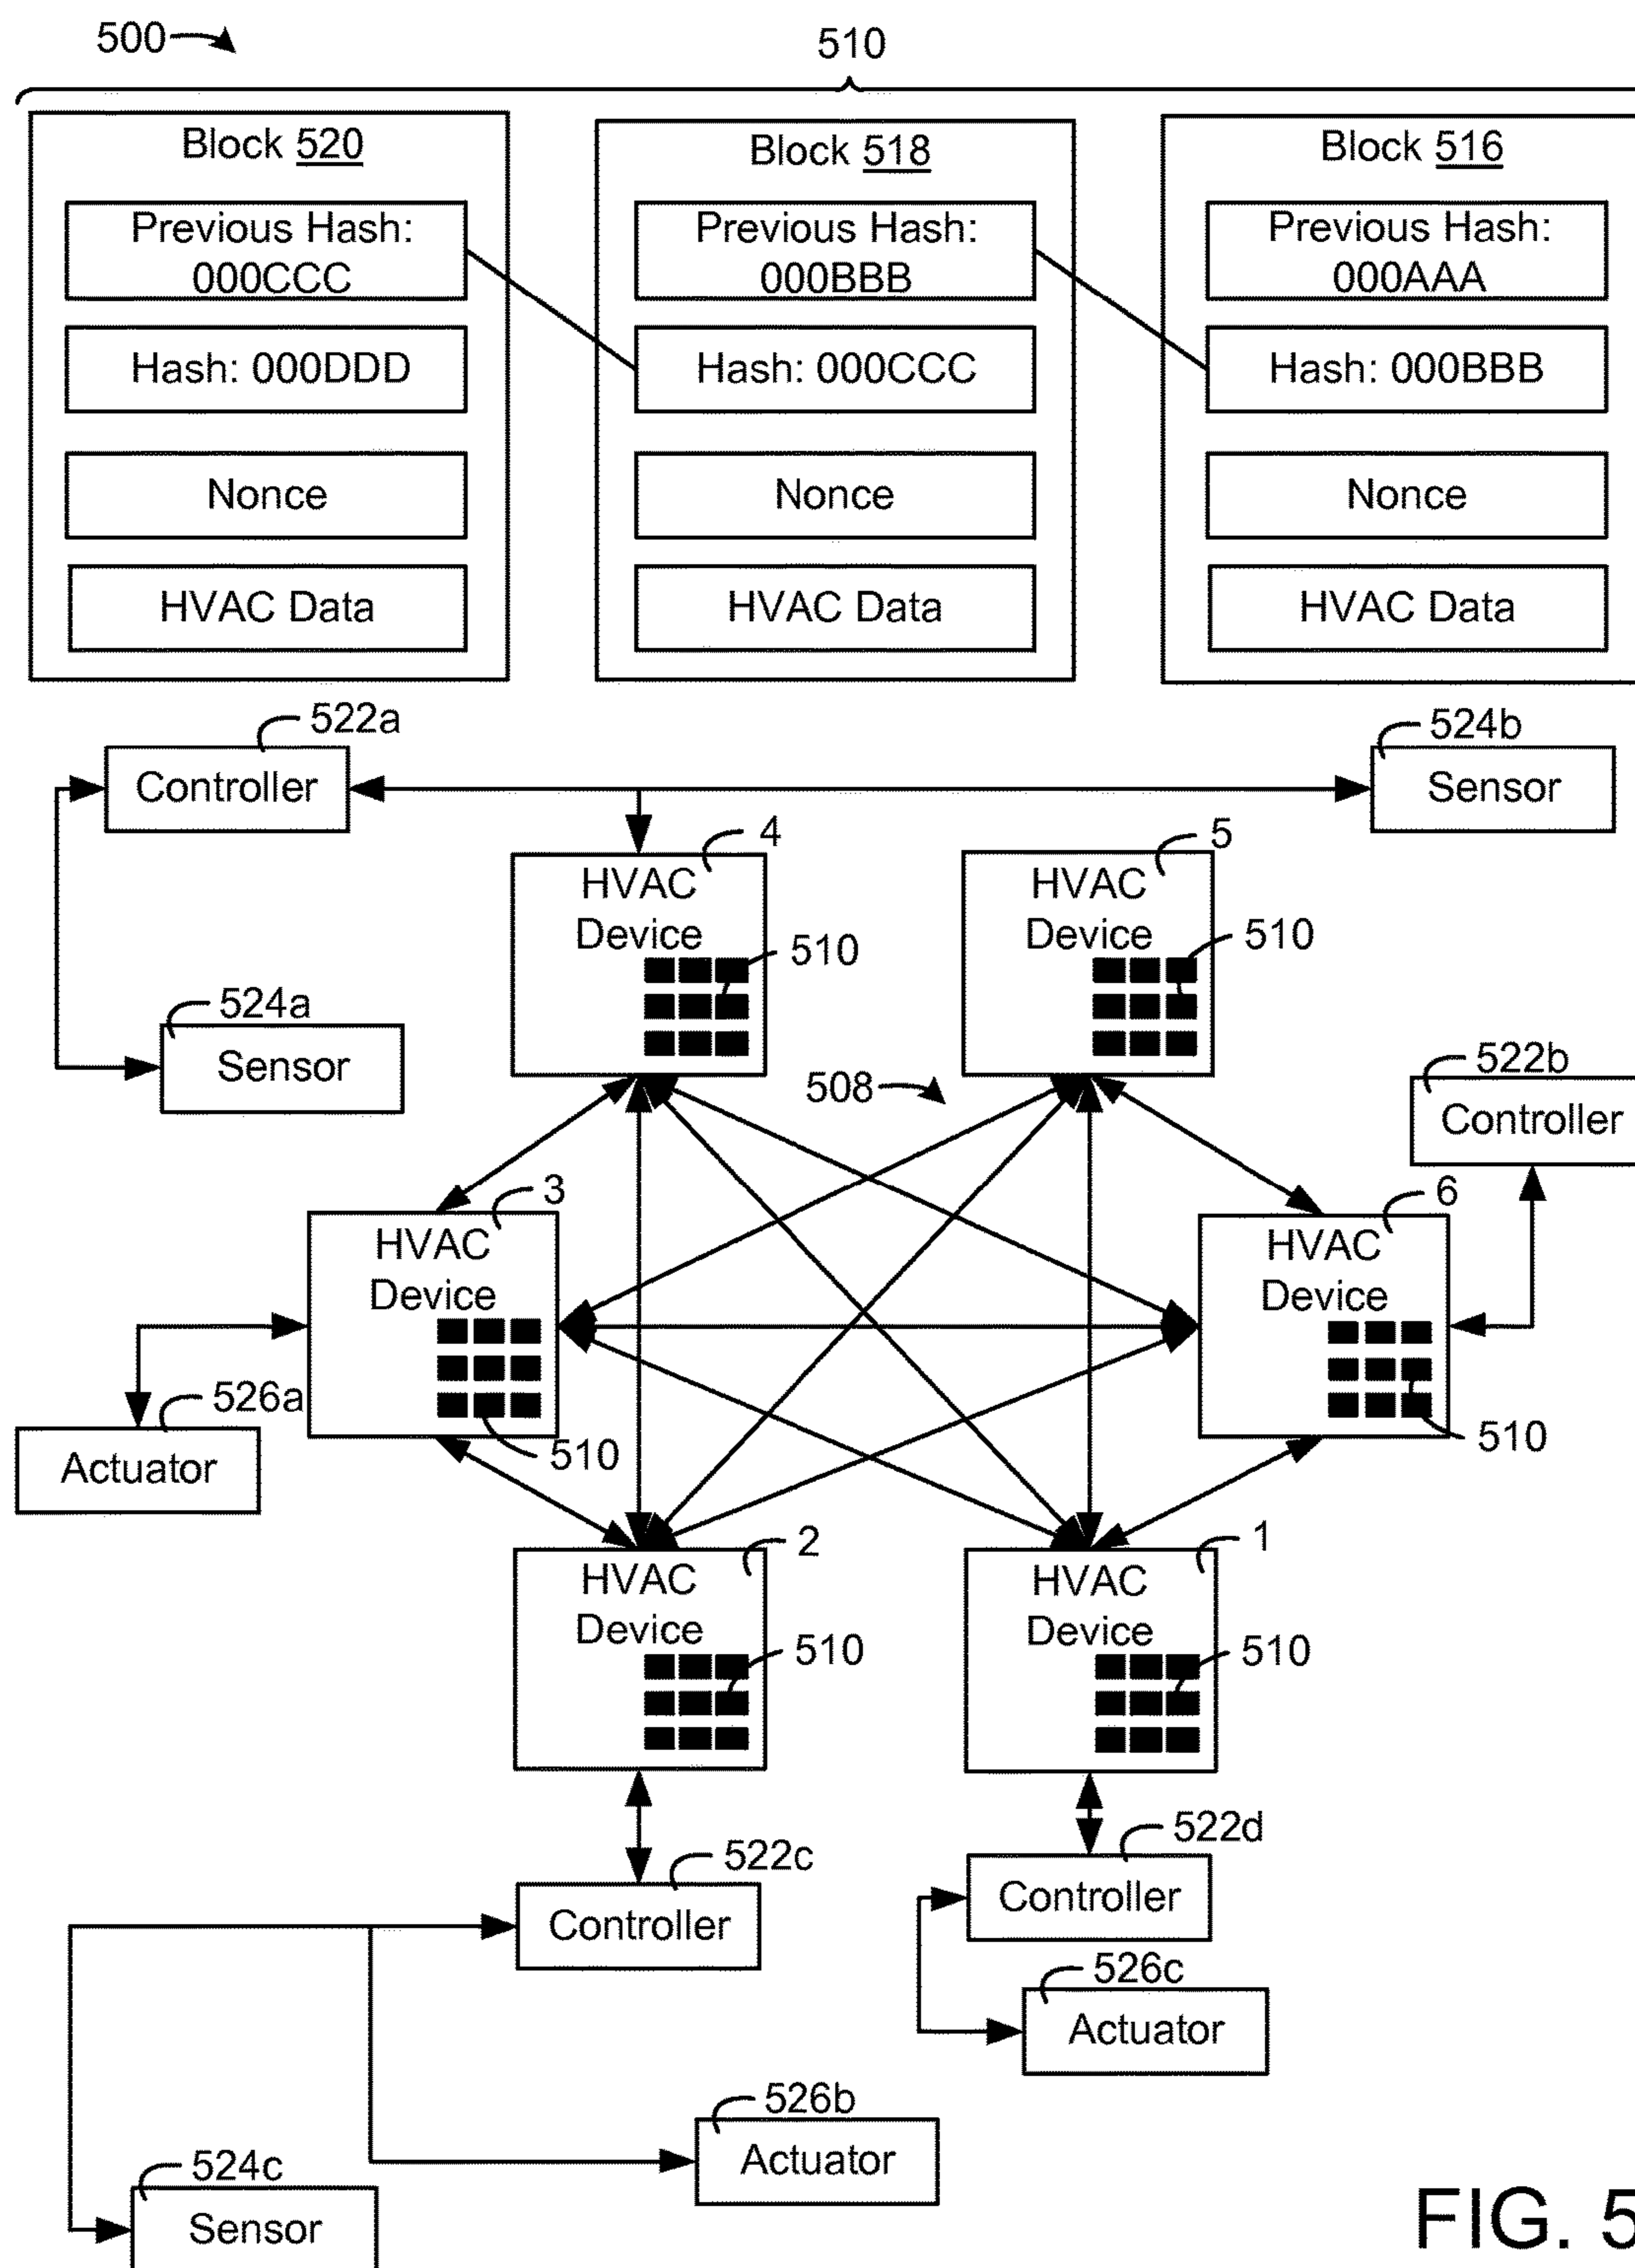 500
510
Block 520
Previous Hash:
000CCC
Hash: 000DDD
Nonce
HVAC Data
Block 518
Previous Hash:
000BBB
Hash: 000CCC
Nonce
HVAC Data
Block 516
Previous Hash:
000AAA
Hash: 000BBB
Nonce
HVAC Data
522a
Controller
524b
Sensor
4
HVAC
Device
510
5
HVAC
Device
510
524a
Sensor
508
522b
Controller
3
HVAC
Device
510
6
HVAC
Device
510
526a
Actuator
2
HVAC
Device
510
1
HVAC
Device
510
522c
Controller
522d
Controller
526c
Actuator
526b
Actuator
524c
Sensor
FIG. 5